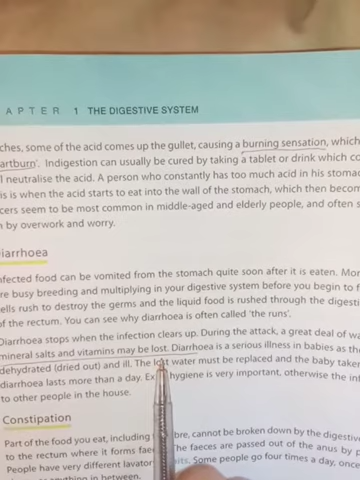 APTER 1 THE DIGESTIVE SYSTEM
ches, some of the acid comes up the gullet, causing a burning sensation, which
artburn'. Indigestion can usually be cured by taking a tablet or drink which co
l neutralise the acid. A person who constantly has too much acid in his stomac
is is when the acid starts to eat into the wall of the stomach, which then becom
cers seem to be most common in middle-aged and elderly people, and often s
n by overwork and worry.
iarrhoea
nfected food can be vomited from the stomach quite soon after it is eaten. Mor
re busy breeding and multiplying in your digestive system before you begin to f
ells rush to destroy the germs and the liquid food is rushed through the digesti
of the rectum. You can see why diarrhoea is often called 'the runs'.
Diarrhoea stops when the infection clears up. During the attack, a great deal of wa
mineral salts and vitamins may be lost. Diarrhoea is a serious illness in babies as the
dehydrated (dried out) and ill. The lost water must be replaced and the baby taken
diarrhoea lasts more than a day. Ex hygiene is very important, otherwise the inf
to other people in the house.
Constipation
Part of the food you eat, including bre, cannot be broken down by the digestive
to the rectum where it forms fae The faeces are passed out of the anus by p
People have very different lavator its. Some people go four times a day, once
anything in between.